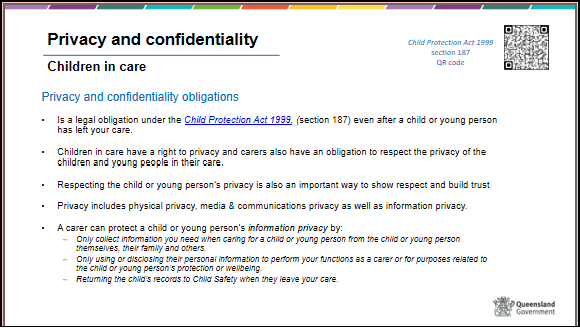 Privacy and confidentiality
Children in care
Child Protection Act 1999
section 187
QR code
Privacy and confidentiality obligations
• Is a legal obligation under the Child Protection Act 1999, (section 187) even after a child or young person
has left your care.
• Children in care have a right to privacy and carers also have an obligation to respect the privacy of the
children and young people in their care.
• Respecting the child or young person's privacy is also an important way to show respect and build trust
• Privacy includes physical privacy, media & communications privacy as well as information privacy.
• A carer can protect a child or young person's information privacy by:
– Only collect information you need when caring for a child or young person from the child or young person
themselves, their family and others.
– Only using or disclosing their personal information to perform your functions as a carer or for purposes related to
the child or young person's protection or wellbeing.
– Returning the child's records to Child Safety when they leave your care.
Queensland
Government